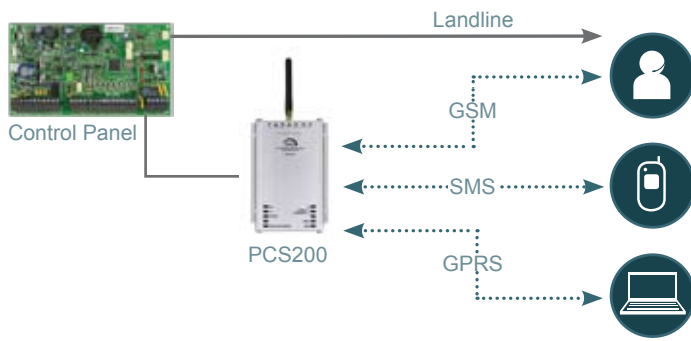 Landline
GSM
Control Panel
SMS
PCS200
GPRS